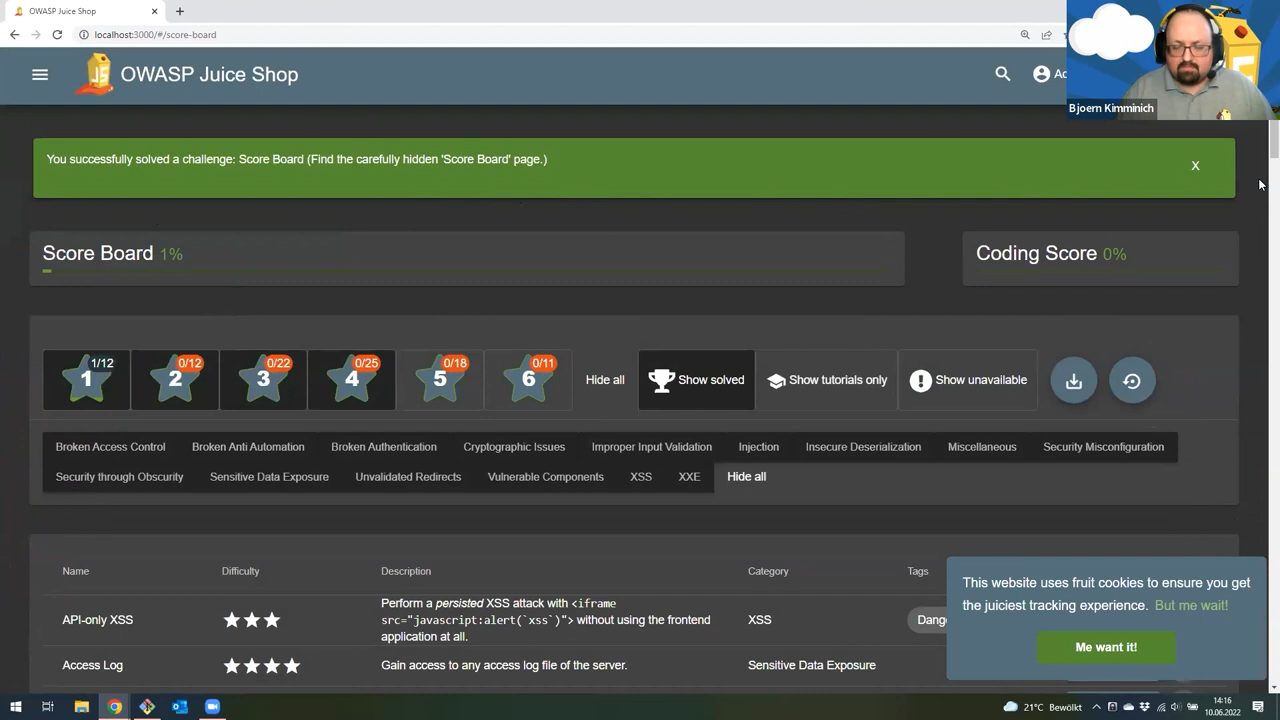 OWASP Juice Shop
localhost:3000/#/score-board
OWASP Juice Shop
Bjoern Kimminich
You successfully solved a challenge: Score Board (Find the carefully hidden 'Score Board' page.)
X
Score Board 1%
Coding Score 0%
1 1/12
2 0/12
3 0/22
4 0/25
5 0/18
6 0/11
Hide all
Show solved
Show tutorials only
Show unavailable
Broken Access Control Broken Anti Automation Broken Authentication Cryptographic Issues Improper Input Validation Injection Insecure Deserialization Miscellaneous Security Misconfiguration
Security through Obscurity Sensitive Data Exposure Unvalidated Redirects Vulnerable Components XSS XXE Hide all
Name Difficulty Description Category Tags
API-only XSS
Perform a persisted XSS attack with <iframe
src="javascript:alert(`xss`)"> without using the frontend
application at all.
XSS
Access Log
Gain access to any access log file of the server.
Sensitive Data Exposure
This website uses fruit cookies to ensure you get
the juiciest tracking experience. But me wait!
Me want it!
21°C Bewölkt
14:16
10.06.2022